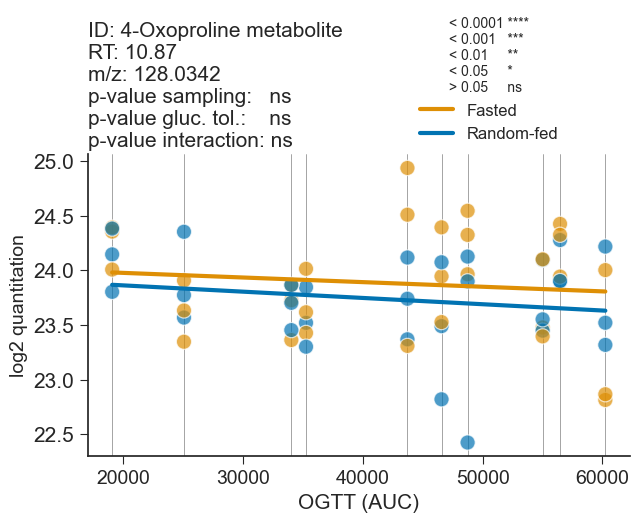 ID: 4-Oxoproline metabolite
RT: 10.87
m/z: 128.0342
p-value sampling: ns
p-value gluc. tol.: ns
p-value interaction: ns
< 0.0001 ****
< 0.001 ***
< 0.01 **
< 0.05 *
> 0.05 ns
Fasted
Random-fed
25.0
24.5
24.0
23.5
23.0
22.5
log2 quantitation
20000 30000 40000 50000 60000
OGTT (AUC)